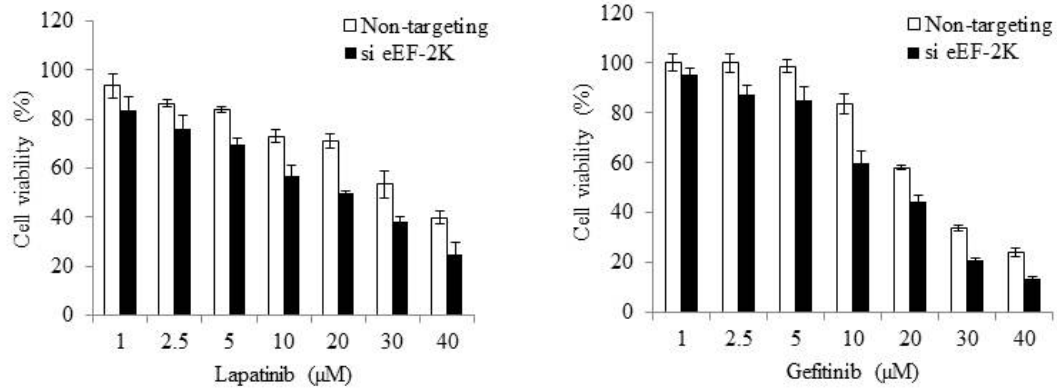 120
100
80
60
40
20
0
Cell viability (%)
Non-targeting
si eEF-2K
1 2.5 5 10 20 30 40
Lapatinib (µM)
120
100
80
60
40
20
0
Cell viability (%)
Non-targeting
si eEF-2K
1 2.5 5 10 20 30 40
Gefitinib (µM)